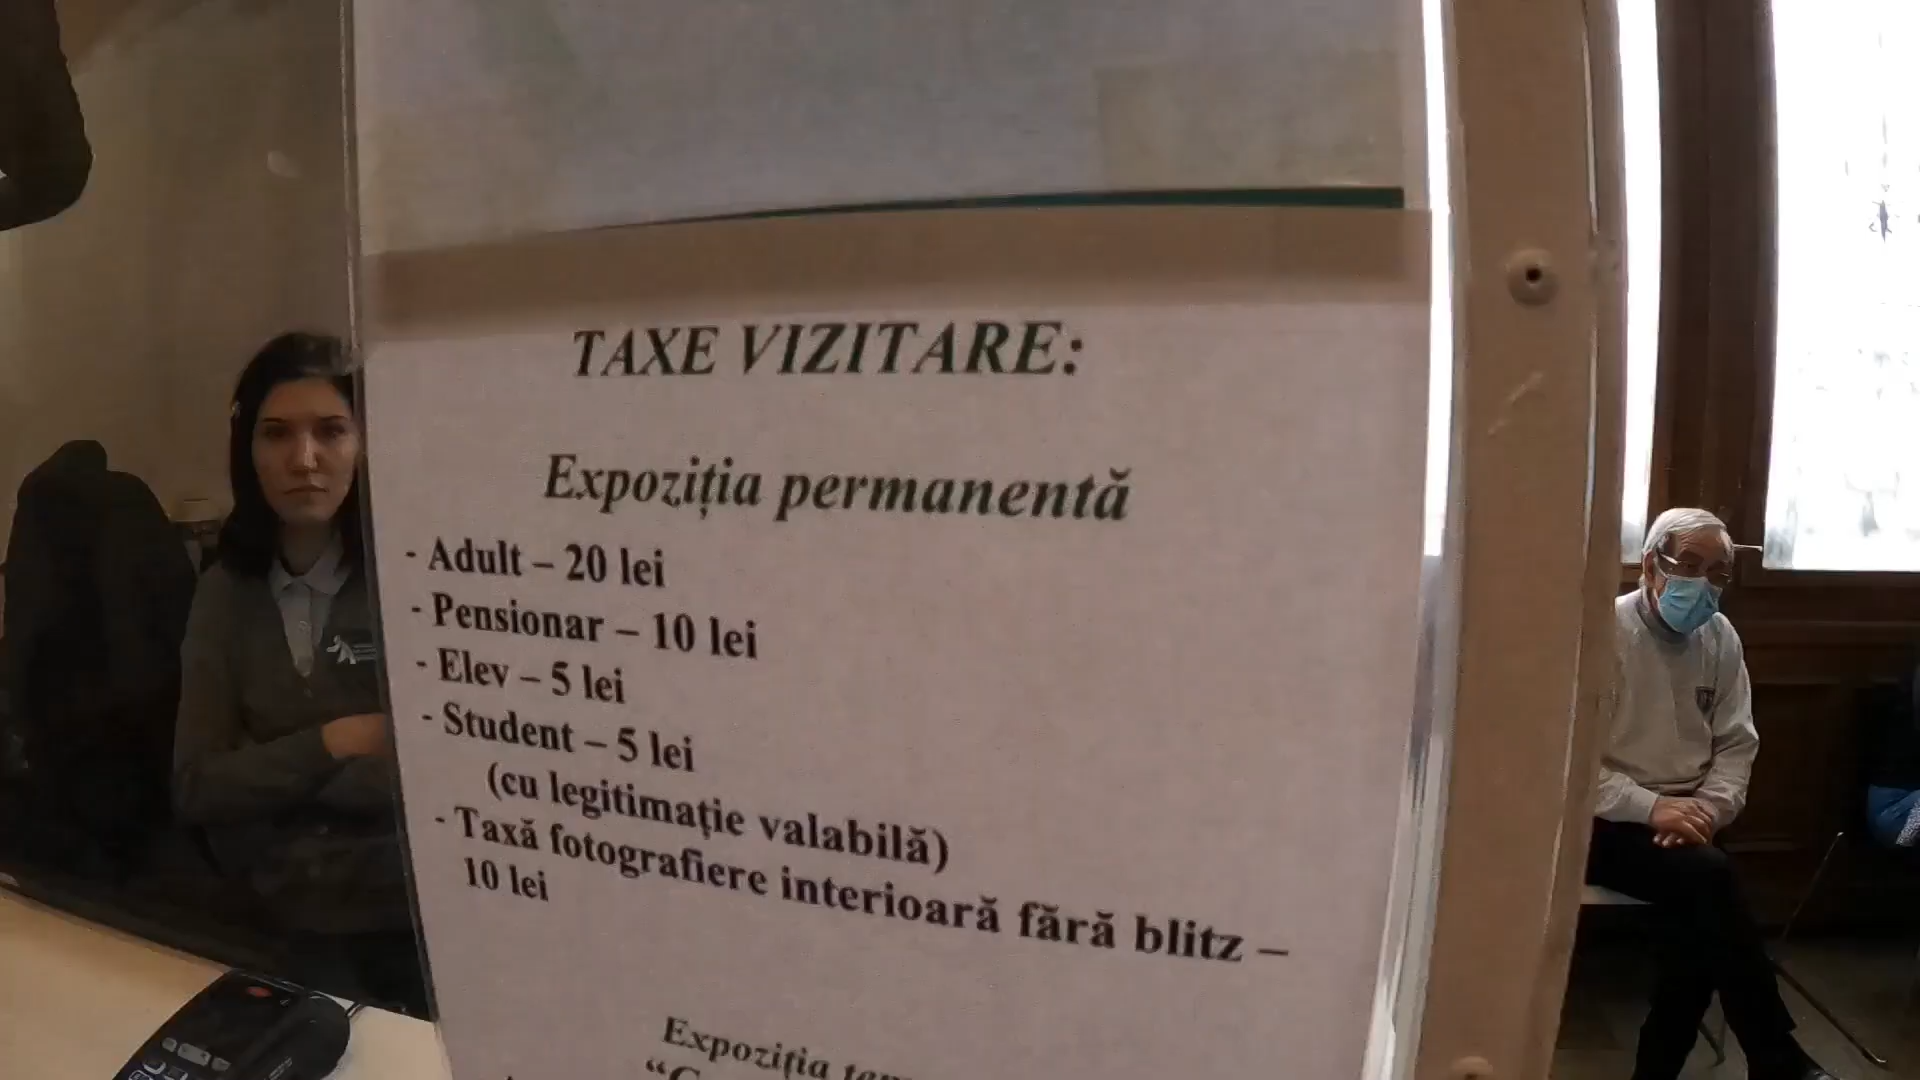 TAXE VIZITARE:
Expoziția permanentă
- Adult – 20 lei
- Pensionar – 10 lei
- Elev – 5 lei
- Student – 5 lei
(cu legitimație valabilă)
- Taxă fotografiere interioară fără blitz –
10 lei
Expoziția